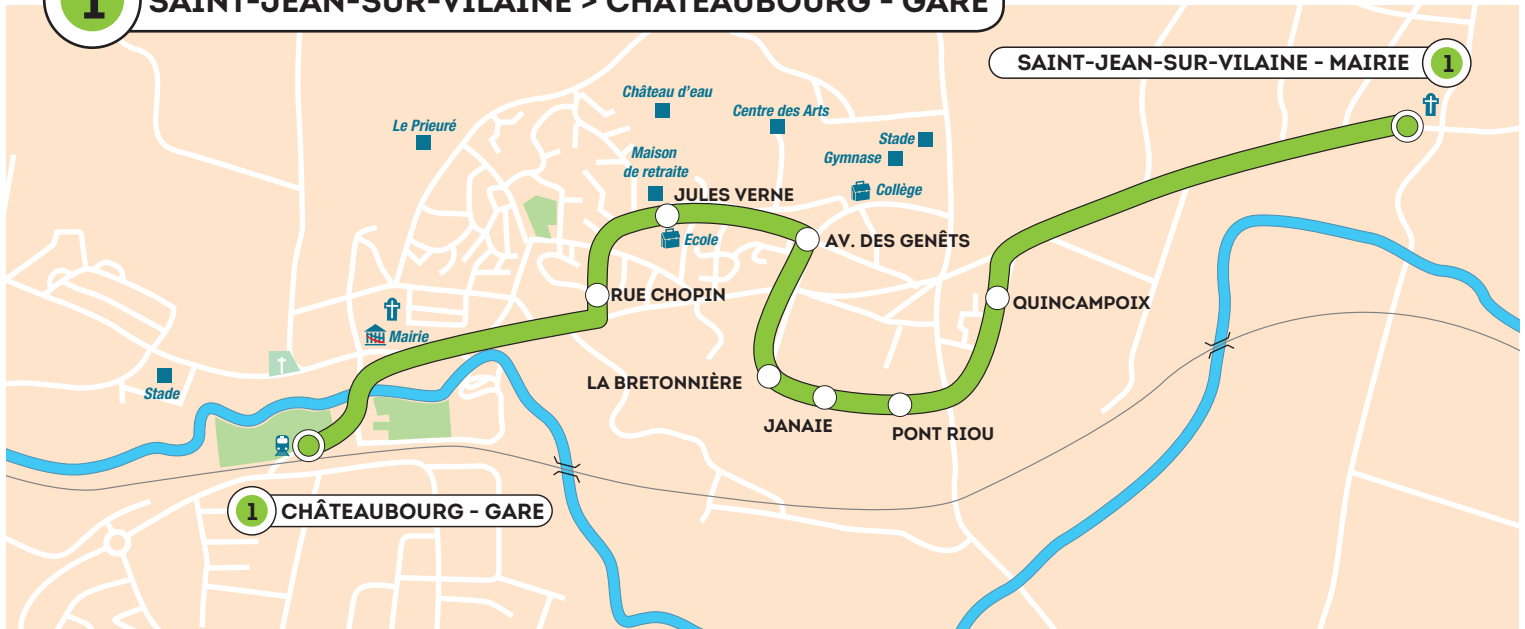 1 SAINT-JEAN-SUR-VILAINE > CHÂTEAUBOURG - GARE
SAINT-JEAN-SUR-VILAINE - MAIRIE 1
Château d'eau
Centre des Arts
Le Prieuré
Stade
Maison
de retraite
Gymnase
Collège
JULES VERNE
Ecole
AV. DES GENÊTS
RUE CHOPIN
QUINCAMPOIX
Mairie
Stade
LA BRETONNIÈRE
JANAIE
PONT RIOU
1 CHÂTEAUBOURG - GARE